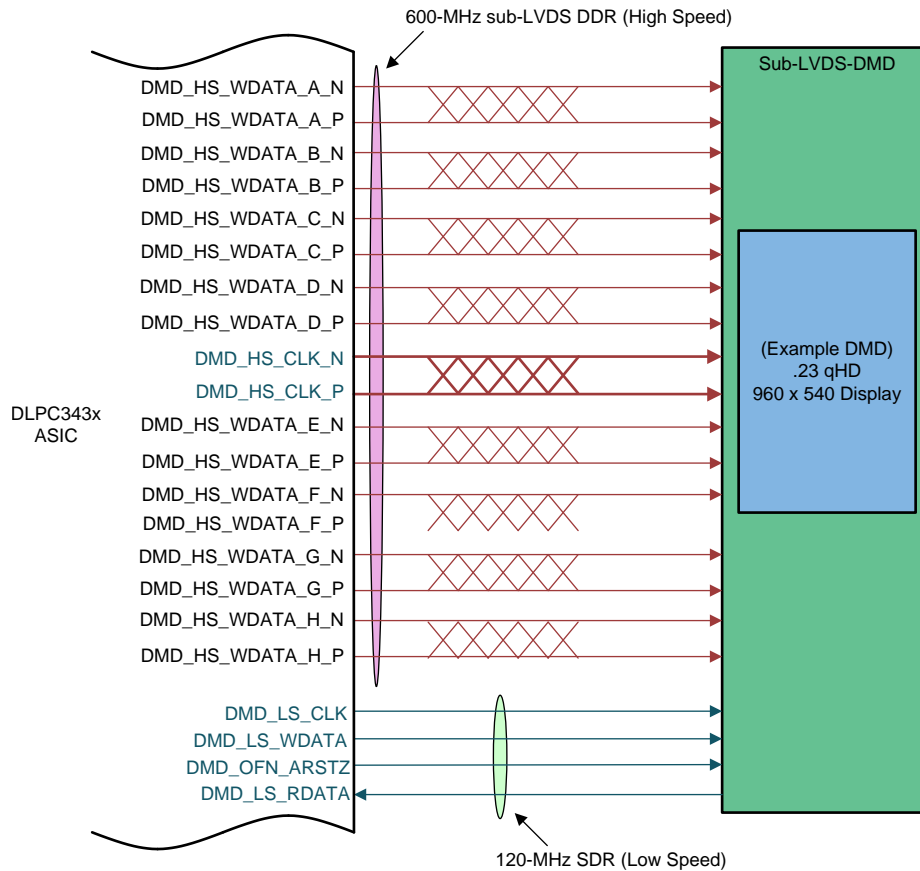 600-MHz sub-LVDS DDR (High Speed)
Sub-LVDS-DMD
DMD_HS_WDATA_A_N
DMD_HS_WDATA_A_P
DMD_HS_WDATA_B_N
DMD_HS_WDATA_B_P
DMD_HS_WDATA_C_N
DMD_HS_WDATA_C_P
DMD_HS_WDATA_D_N
DMD_HS_WDATA_D_P
DMD_HS_CLK_N
DMD_HS_CLK_P
DMD_HS_WDATA_E_N
DMD_HS_WDATA_E_P
DMD_HS_WDATA_F_N
DMD_HS_WDATA_F_P
DMD_HS_WDATA_G_N
DMD_HS_WDATA_G_P
DMD_HS_WDATA_H_N
DMD_HS_WDATA_H_P
DLPC343x
ASIC
(Example DMD)
.23 qHD
960 x 540 Display
DMD_LS_CLK
DMD_LS_WDATA
DMD_OFN_ARSTZ
DMD_LS_RDATA
120-MHz SDR (Low Speed)